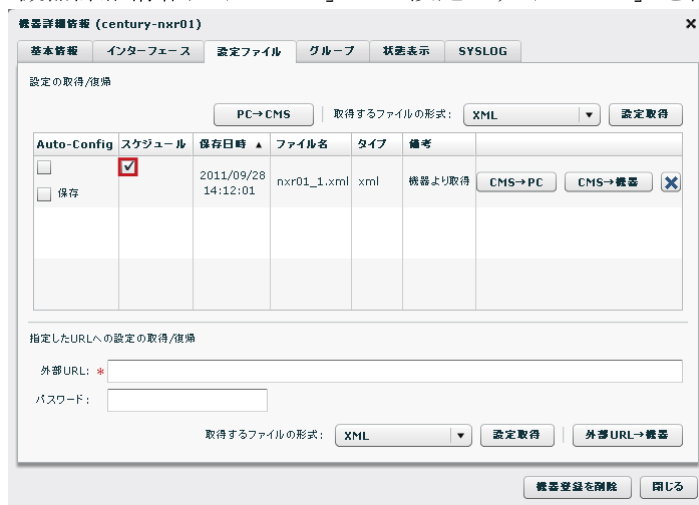 機器詳細情報 (century-nxr01)
基本情報 インターフェース 設定ファイル グループ 状態表示 SYSLOG
設定の取得/復帰
PC→CMS 取得するファイルの形式: XML 設定取得
Auto-Config スケジュール 保存日時 ▲ ファイル名 タイプ 備考
保存 2011/09/28 14:12:01 nxr01_1.xml xml 機器より取得 CMS→PC CMS→機器
指定したURLへの設定の取得/復帰
外部URL: *
パスワード:
取得するファイルの形式: XML 設定取得 外部URL→機器
機器登録を削除 閉じる